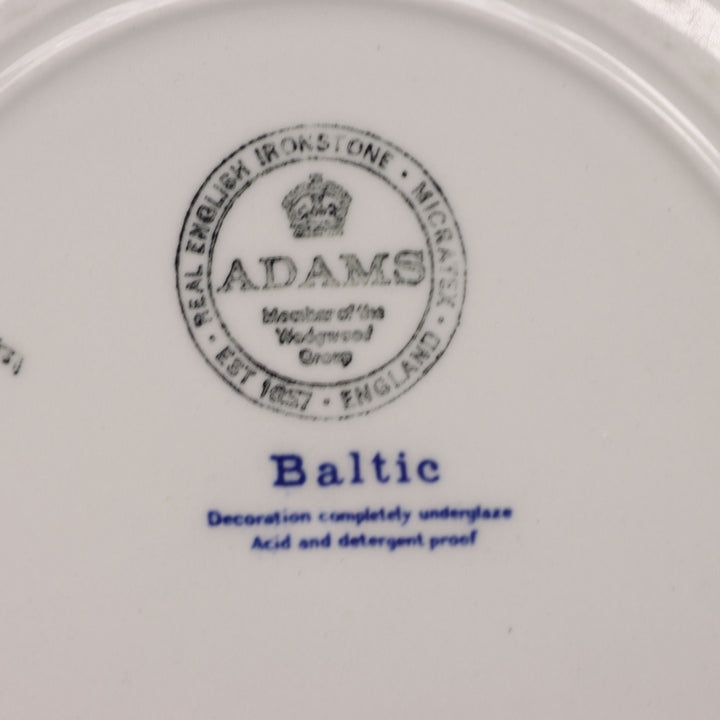 REAL ENGLISH IRONSTONE · MICRATEX ·
ADAMS
Member of the
Wedgwood
Group
· EST 1657 · ENGLAND
Baltic
Decoration completely underglaze
Acid and detergent proof